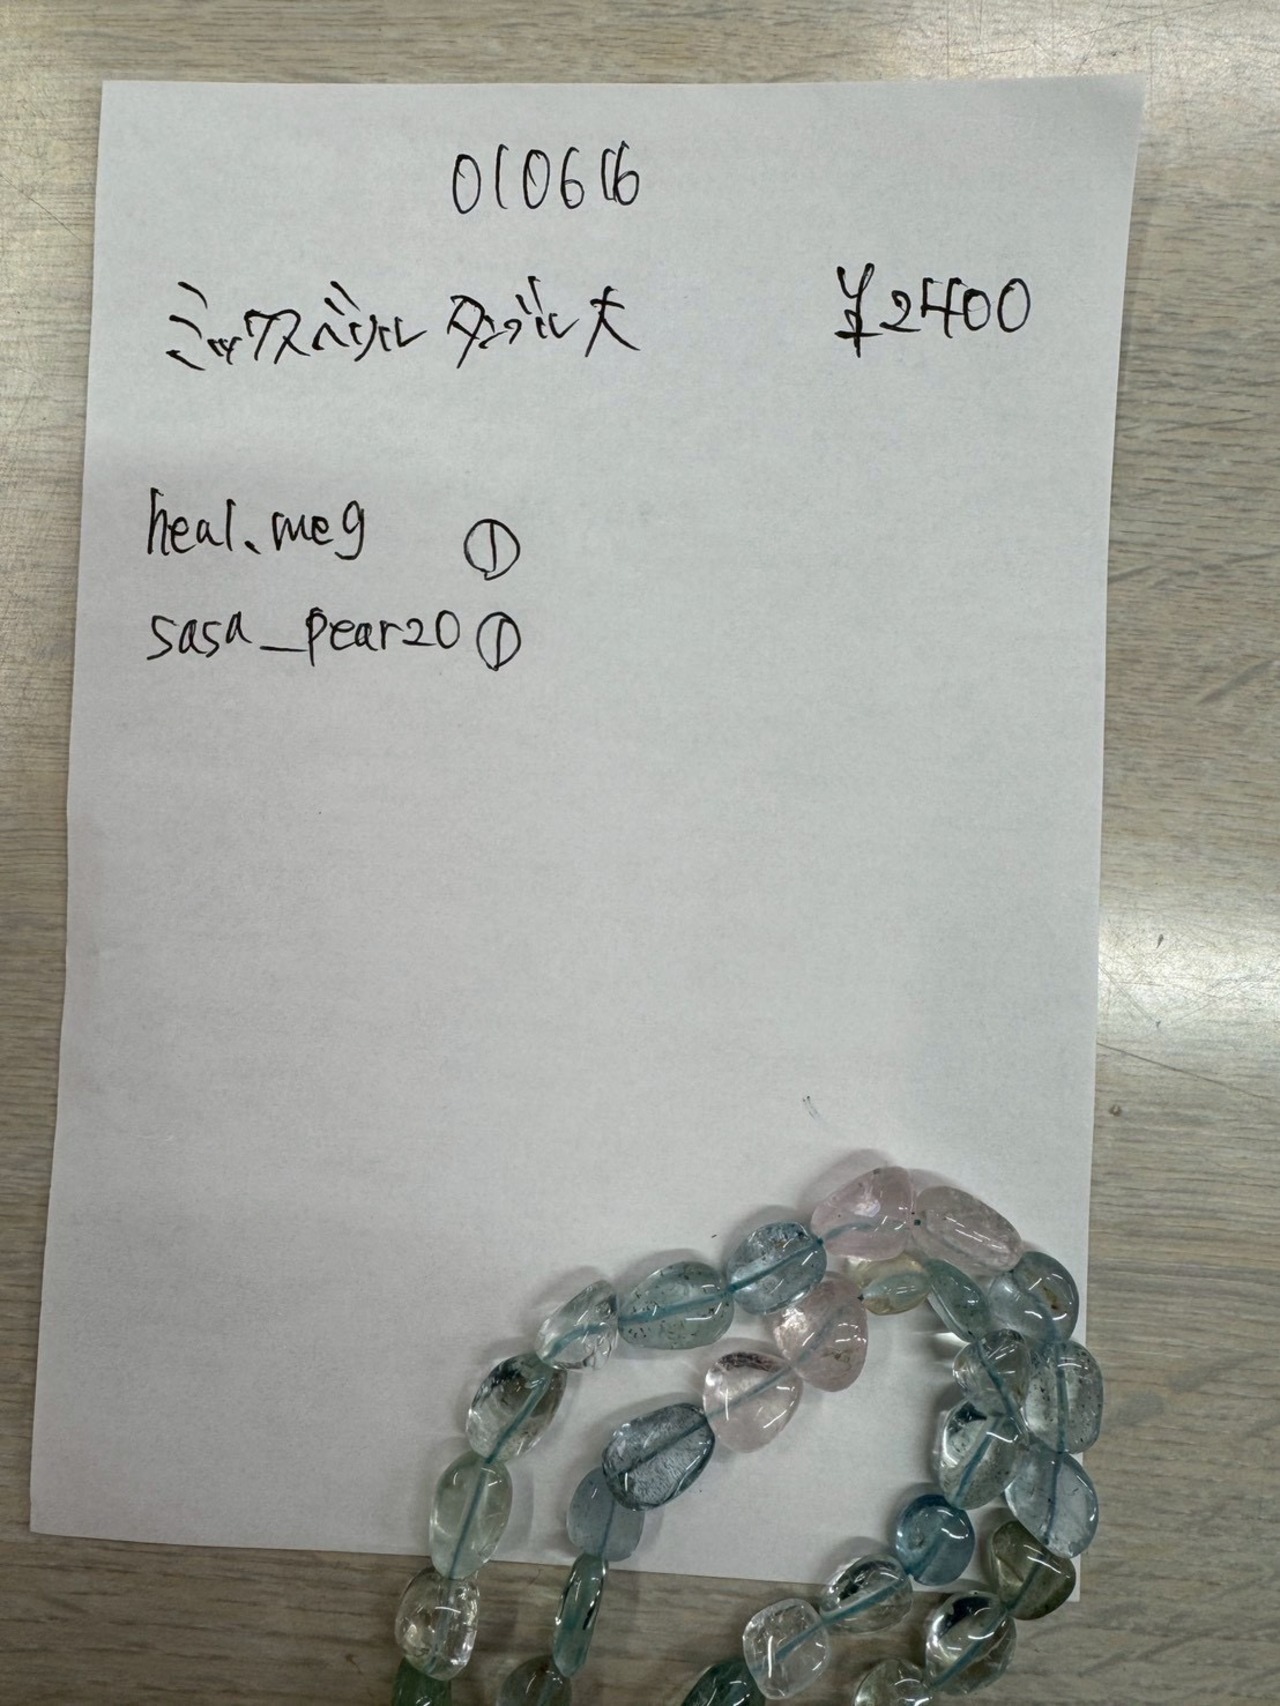 010616
ミックスベリル タンブル大 ¥2400
heal.meg ①
sasa_pear20 ①